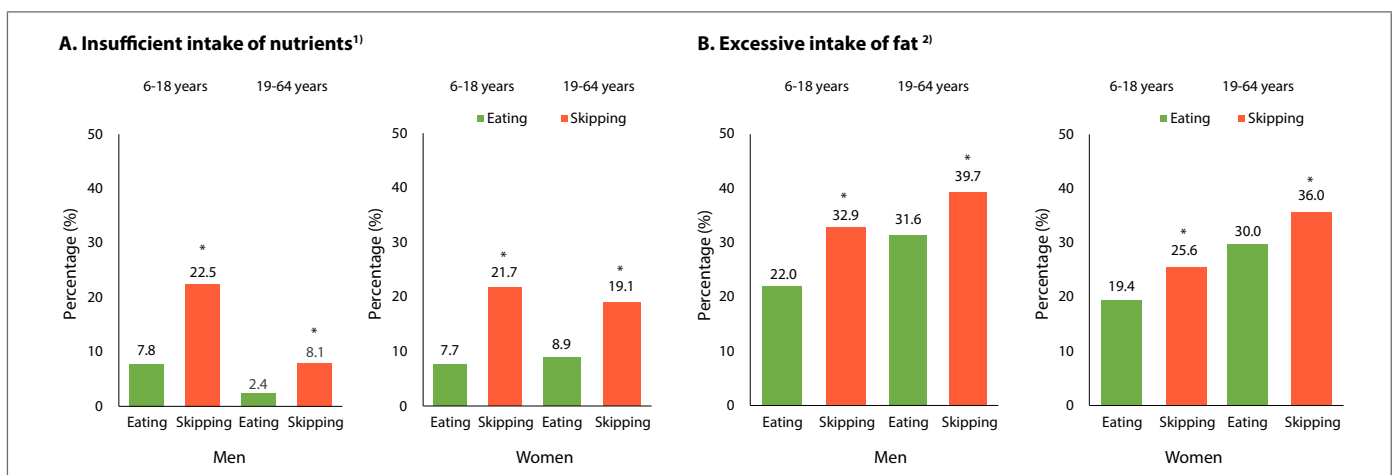 A. Insufficient intake of nutrients1)
6-18 years 19-64 years
Percentage (%)
50
40
30
20
10
0
7.8
*
22.5
2.4
*
8.1
Eating Skipping Eating Skipping
Men
6-18 years 19-64 years
Eating Skipping
Percentage (%)
50
40
30
20
10
0
7.7
*
21.7
8.9
*
19.1
Eating Skipping Eating Skipping
Women
B. Excessive intake of fat 2)
6-18 years 19-64 years
Percentage (%)
50
40
30
20
10
0
22.0
*
32.9
31.6
*
39.7
Eating Skipping Eating Skipping
Men
6-18 years 19-64 years
Eating Skipping
Percentage (%)
50
40
30
20
10
0
19.4
*
25.6
30.0
*
36.0
Eating Skipping Eating Skipping
Women